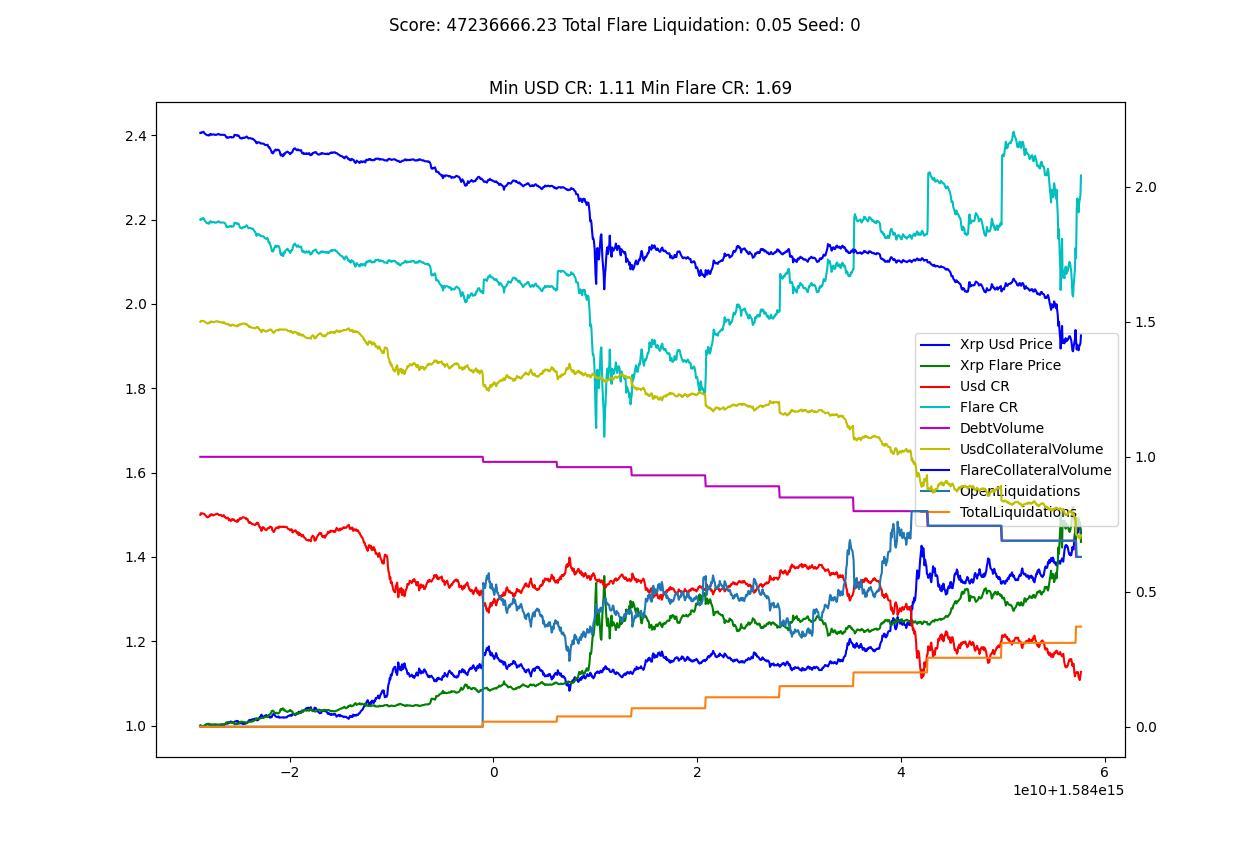 Score: 47236666.23 Total Flare Liquidation: 0.05 Seed: 0
Min USD CR: 1.11 Min Flare CR: 1.69
2.4
2.2
2.0
1.8
1.6
1.4
1.2
1.0
2.0
1.5
1.0
0.5
0.0
Xrp Usd Price
Xrp Flare Price
Usd CR
Flare CR
DebtVolume
UsdCollateralVolume
FlareCollateralVolume
OpenLiquidations
TotalLiquidations
−2 0 2 4 6
1e10+1.584e15